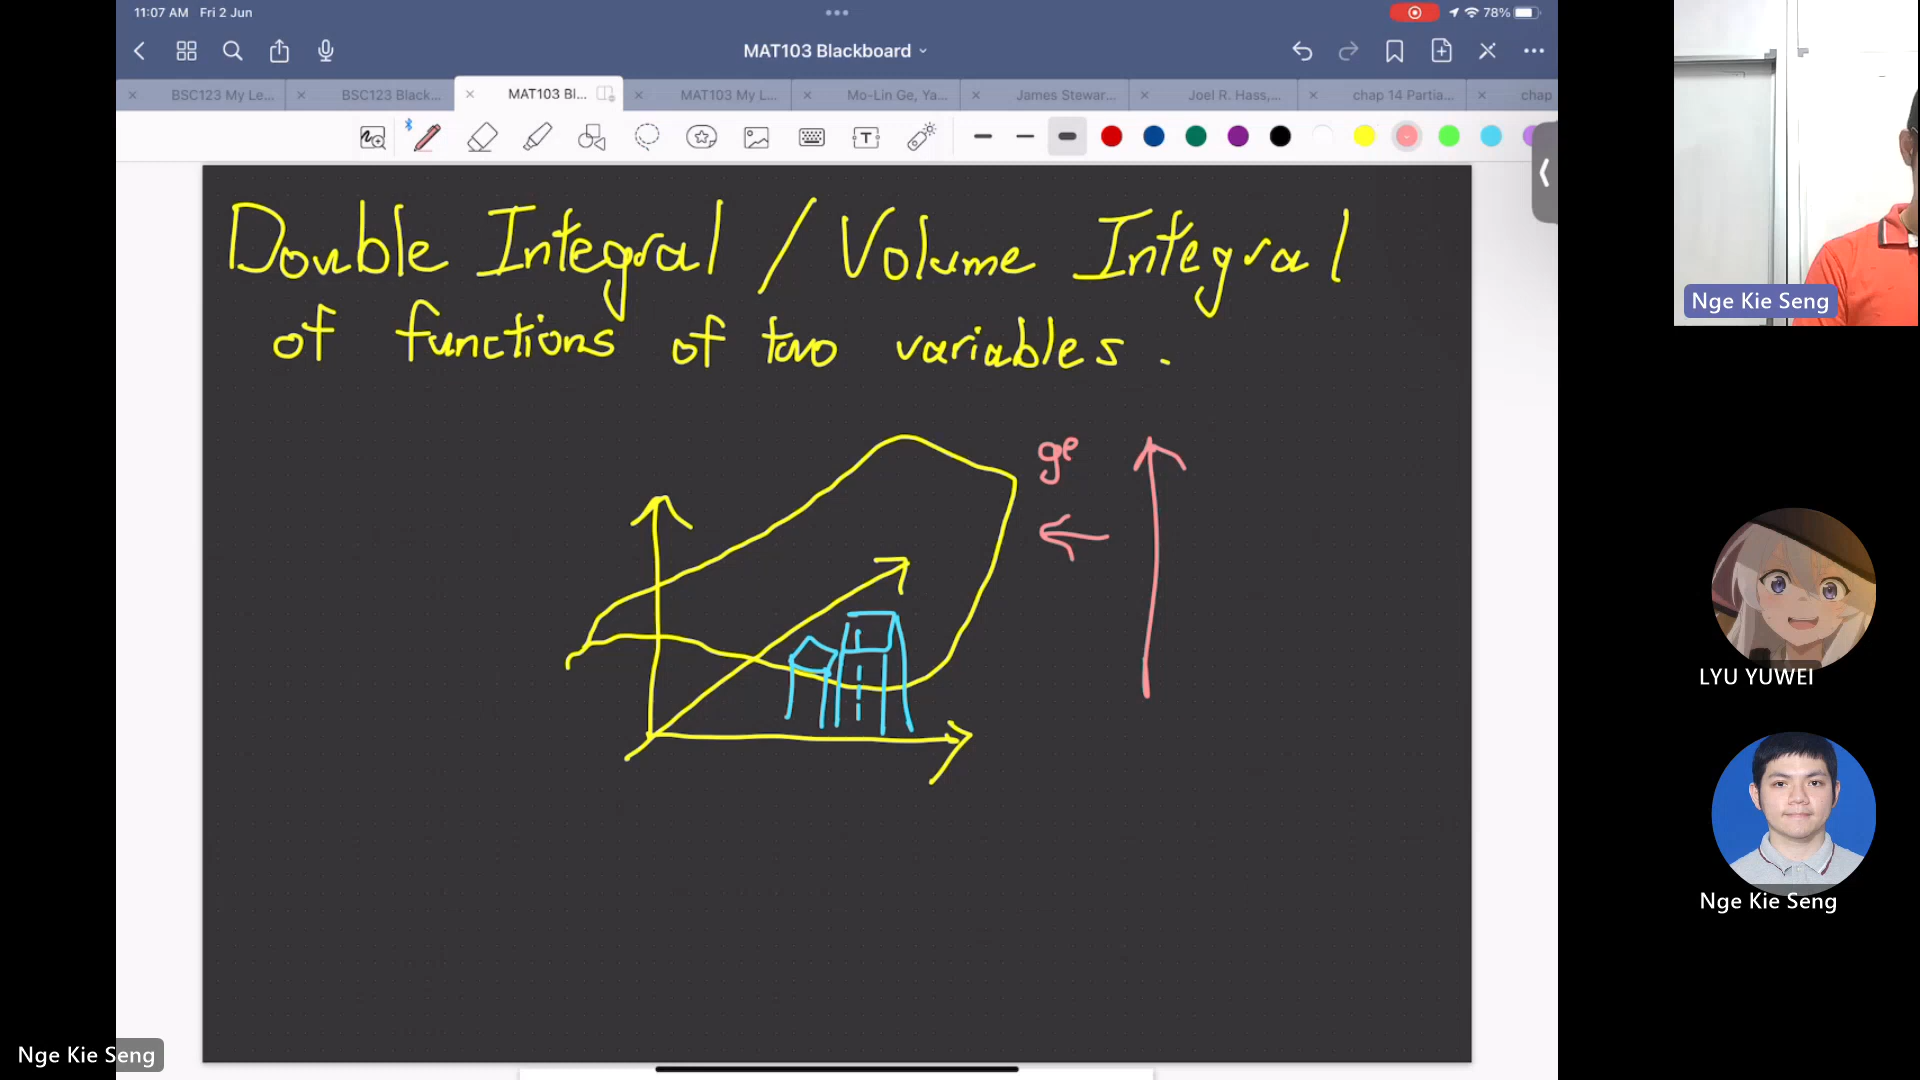 11:07 AM Fri 2 Jun
78%
MAT103 Blackboard
BSC123 My Le...
BSC123 Black...
MAT103 Bl...
MAT103 My L...
Mo-Lin Ge, Ya...
James Stewar...
Joel R. Hass,...
chap 14 Partia...
chap
Double Integral / Volume Integral
of functions of two variables.
ge
Nge Kie Seng
LYU YUWEI
Nge Kie Seng
Nge Kie Seng